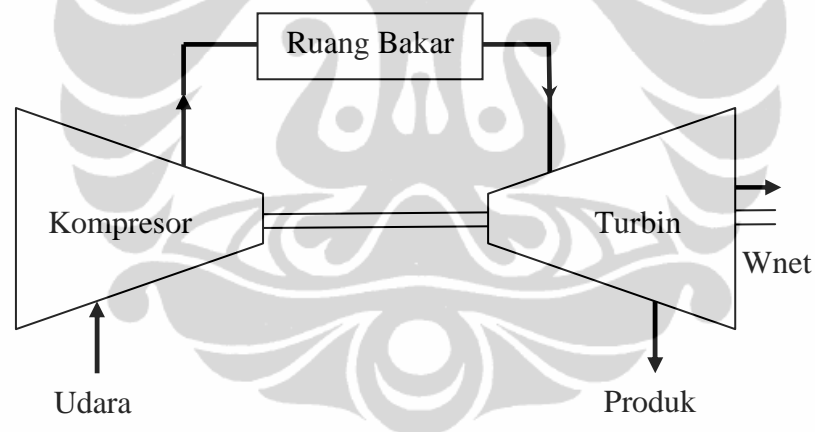 Ruang Bakar
Kompresor
Turbin
Wnet
Udara
Produk